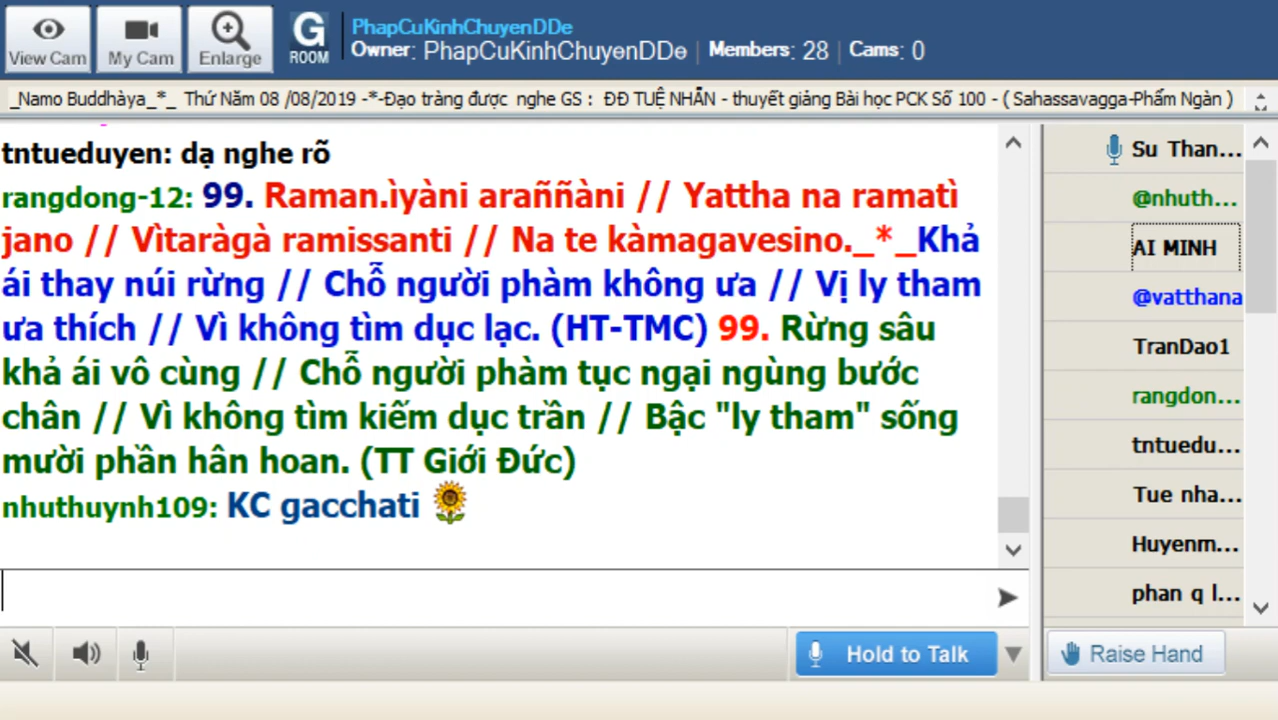 PhapCuKinhChuyenDDe
G
ROOM
Owner: PhapCuKinhChuyenDDe | Members: 28 | Cams: 0
View Cam
My Cam
Enlarge
_Namo Buddhàya_*_ Thứ Năm 08 /08/2019 -*-Đạo tràng được nghe GS : ĐĐ TUỆ NHẪN - thuyết giảng Bài học PCK Số 100 - ( Sahassavagga-Phẩm Ngàn )
tntueduyen: dạ nghe rõ
rangdong-12: 99. Raman.ìyàni araññàni // Yattha na ramatì
jano // Vìtaràgà ramissanti // Na te kàmagavesino._*_Khả
ái thay núi rừng // Chỗ người phàm không ưa // Vị ly tham
ưa thích // Vì không tìm dục lạc. (HT-TMC) 99. Rừng sâu
khả ái vô cùng // Chỗ người phàm tục ngại ngùng bước
chân // Vì không tìm kiếm dục trần // Bậc "ly tham" sống
mười phần hân hoan. (TT Giới Đức)
nhuthuynh109: KC gacchati
Su Than...
@nhuth...
AI MINH
@vatthana
TranDao1
rangdon...
tntuedu...
Tue nha...
Huyenm...
phan q l...
Hold to Talk
Raise Hand